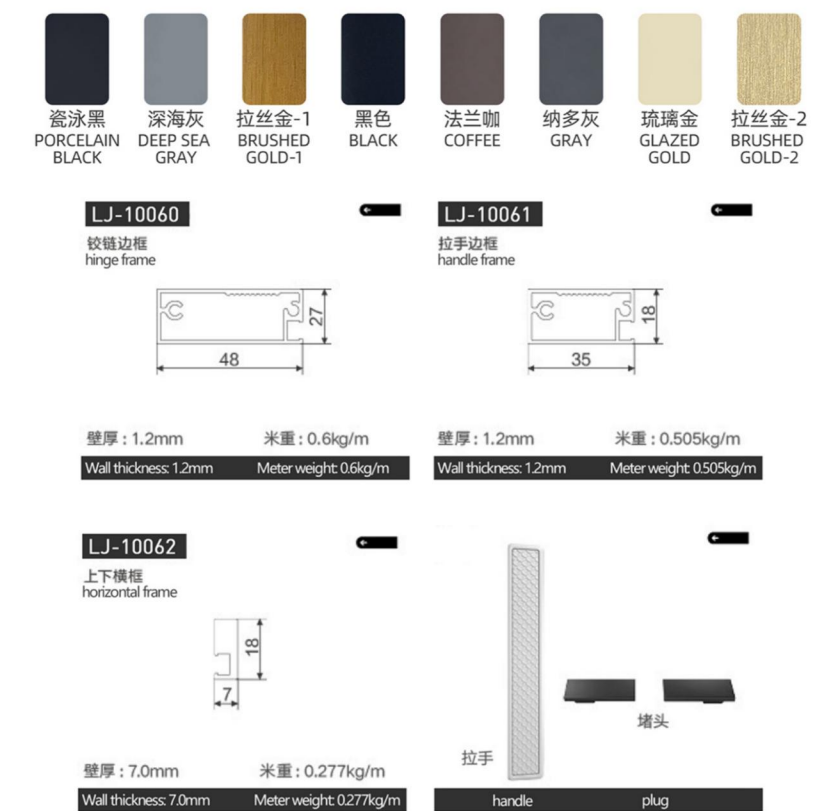 瓷泳黑 深海灰 拉丝金-1 黑色 法兰咖 纳多灰 琉璃金 拉丝金-2
PORCELAIN DEEP SEA BRUSHED BLACK COFFEE GRAY GLAZED BRUSHED
BLACK GRAY GOLD-1 GOLD GOLD-2
LJ-10060
铰链边框
hinge frame
27
48
壁厚：1.2mm 米重：0.6kg/m
Wall thickness: 1.2mm Meter weight: 0.6kg/m
LJ-10061
拉手边框
handle frame
18
35
壁厚：1.2mm 米重：0.505kg/m
Wall thickness: 1.2mm Meter weight: 0.505kg/m
LJ-10062
上下横框
horizontal frame
18
7
壁厚：7.0mm 米重：0.277kg/m
Wall thickness: 7.0mm Meter weight: 0.277kg/m
堵头
拉手
handle plug